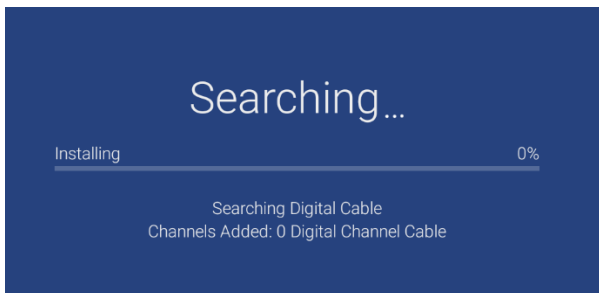 Searching...
Installing 0%
Searching Digital Cable
Channels Added: 0 Digital Channel Cable